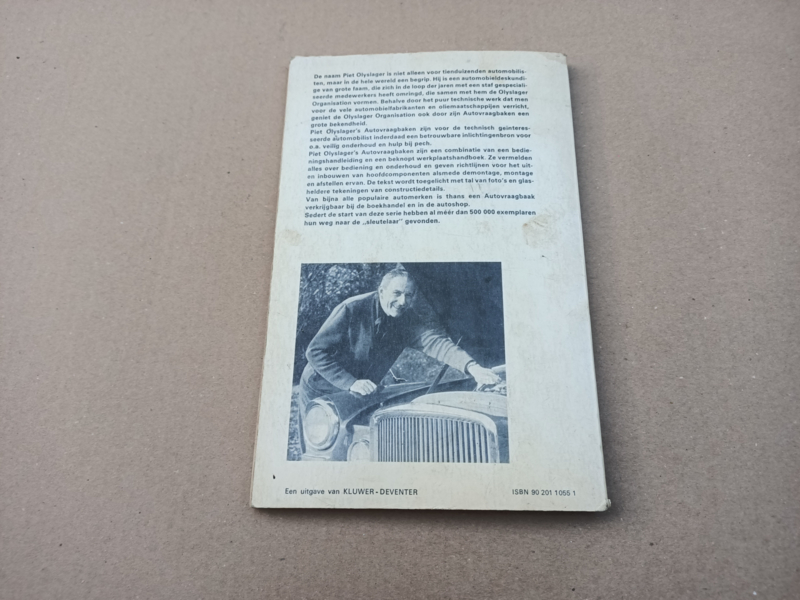 De naam Piet Olyslager is niet alleen voor tienduizenden automobilis-
ten, maar in de hele wereld een begrip. Hij is een automobieldeskundi-
ge van grote faam, die zich in de loop der jaren met een staf gespeciali-
seerde medewerkers heeft omringd, die samen met hem de Olyslager
Organisation vormen. Behalve door het puur technische werk dat men
voor de vele automobielfabrikanten en oliemaatschappijen verricht,
geniet de Olyslager Organisation ook door zijn Autovraagbaken een
grote bekendheid.
Piet Olyslager's Autovraagbaken zijn voor de technisch geïnteres-
seerde automobilist inderdaad een betrouwbare inlichtingenbron voor
o.a. veilig onderhoud en hulp bij pech.
Piet Olyslager's Autovraagbaken zijn een combinatie van een bedie-
ningshandleiding en een beknopt werkplaatshandboek. Ze vermelden
alles over bediening en onderhoud en geven richtlijnen voor het uit-
en inbouwen van hoofdcomponenten alsmede demontage, montage
en afstellen ervan. De tekst wordt toegelicht met tal van foto's en glas-
heldere tekeningen van constructiedetails.
Van bijna alle populaire automerken is thans een Autovraagbaak
verkrijgbaar bij de boekhandel en in de autoshop.
Sedert de start van deze serie hebben al méér dan 500 000 exemplaren
hun weg naar de „sleutelaar" gevonden.
Een uitgave van KLUWER - DEVENTER
ISBN 90 201 1055 1